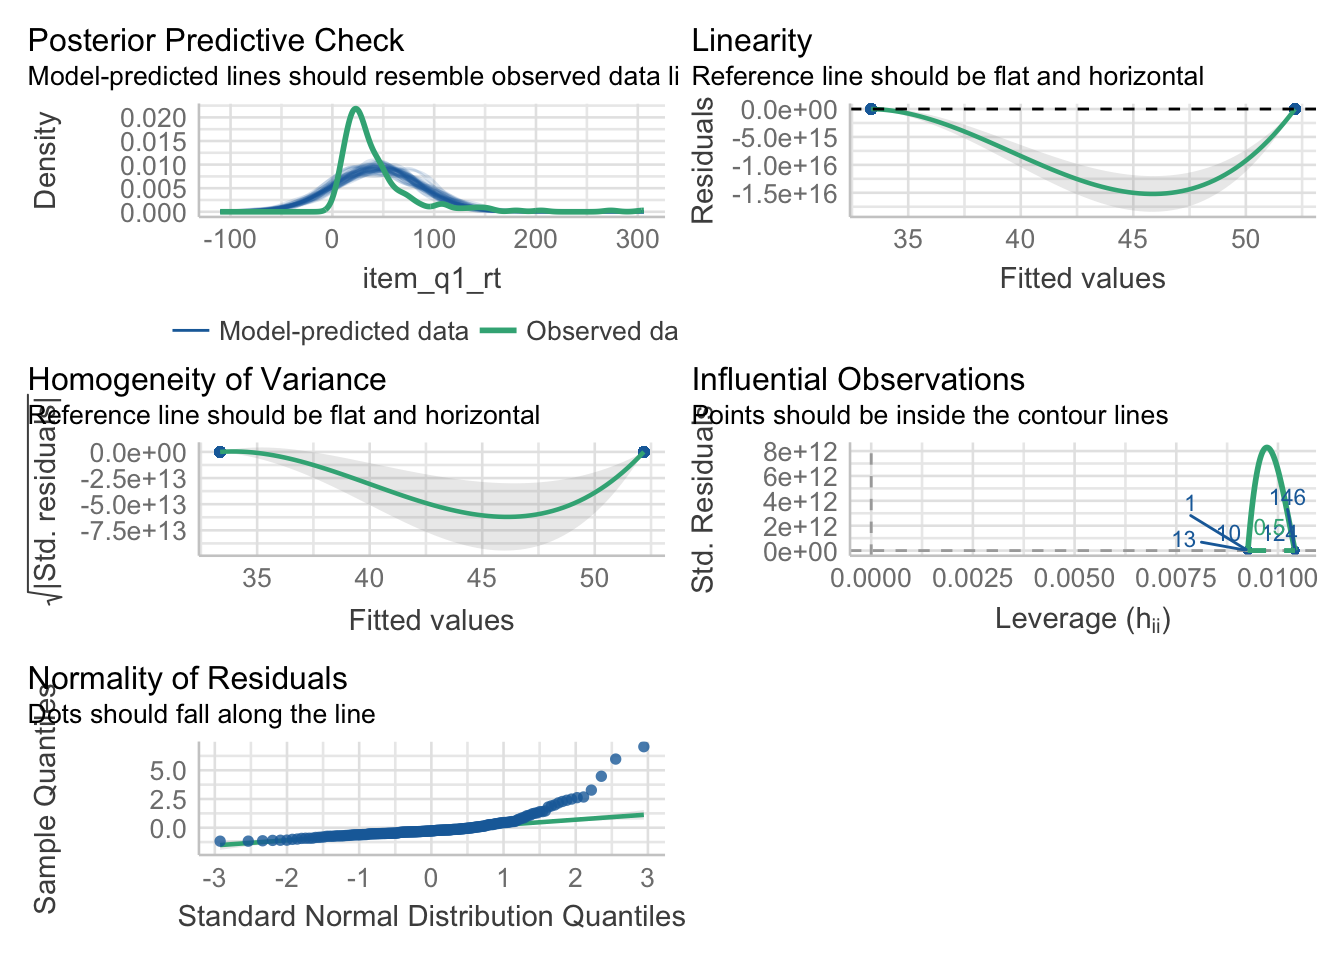 Posterior Predictive Check
Model-predicted lines should resemble observed data li
Density
0.020
0.015
0.010
0.005
0.000
-100 0 100 200 300
item_q1_rt
Model-predicted data Observed da
Linearity
Reference line should be flat and horizontal
Residuals
0.0e+00
-5.0e+15
-1.0e+16
-1.5e+16
35 40 45 50
Fitted values
Homogeneity of Variance
Reference line should be flat and horizontal
√|Std. residuals|
0.0e+00
-2.5e+13
-5.0e+13
-7.5e+13
35 40 45 50
Fitted values
Influential Observations
Points should be inside the contour lines
Std. Residuals
8e+12
6e+12
4e+12
2e+12
0e+00
1
146
13
10
0.5
124
0.0000 0.0025 0.0050 0.0075 0.0100
Leverage (hii)
Normality of Residuals
Dots should fall along the line
Sample Quantiles
5.0
2.5
0.0
-3 -2 -1 0 1 2 3
Standard Normal Distribution Quantiles